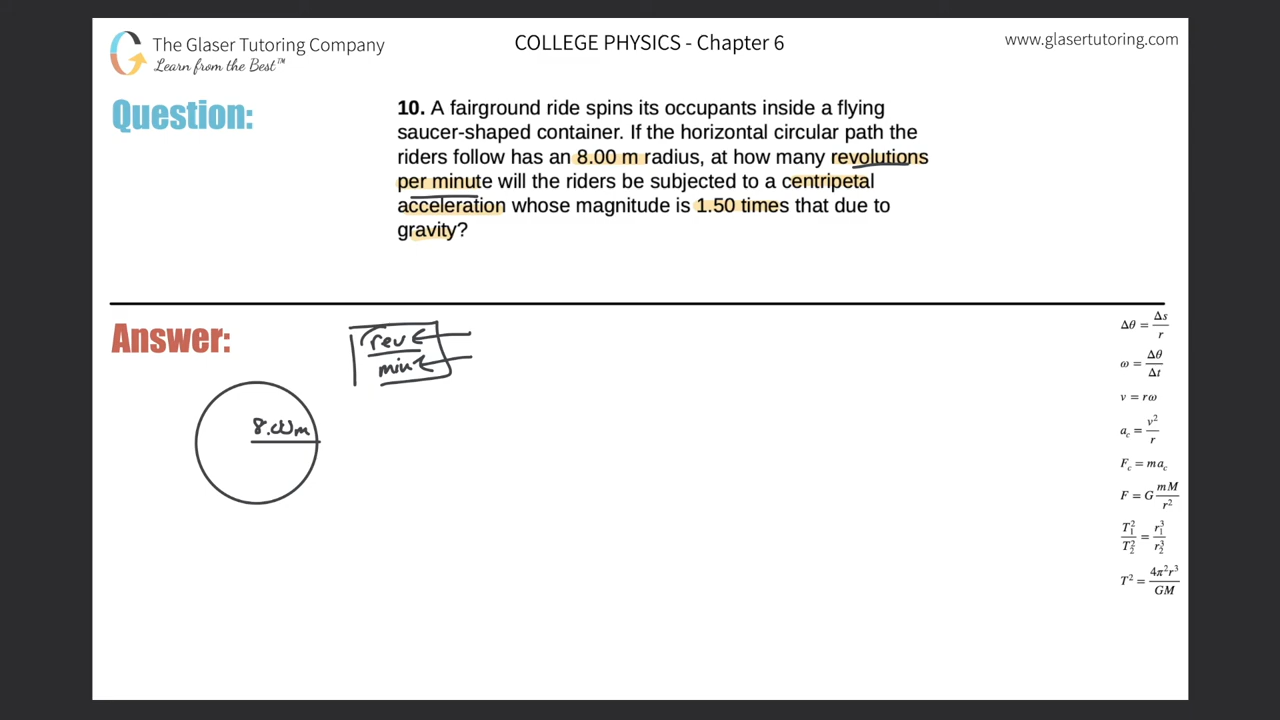 The Glaser Tutoring Company
Learn from the Best™
COLLEGE PHYSICS - Chapter 6
www.glasertutoring.com
Question:
10. A fairground ride spins its occupants inside a flying
saucer-shaped container. If the horizontal circular path the
riders follow has an 8.00 m radius, at how many revolutions
per minute will the riders be subjected to a centripetal
acceleration whose magnitude is 1.50 times that due to
gravity?
Answer:
rev
min
8.00m
Δθ = Δs/r
ω = Δθ/Δt
v = rω
a_c = v²/r
F_c = ma_c
F = G mM/r²
T₁²/T₂² = r₁³/r₂³
T² = 4π²r³/GM